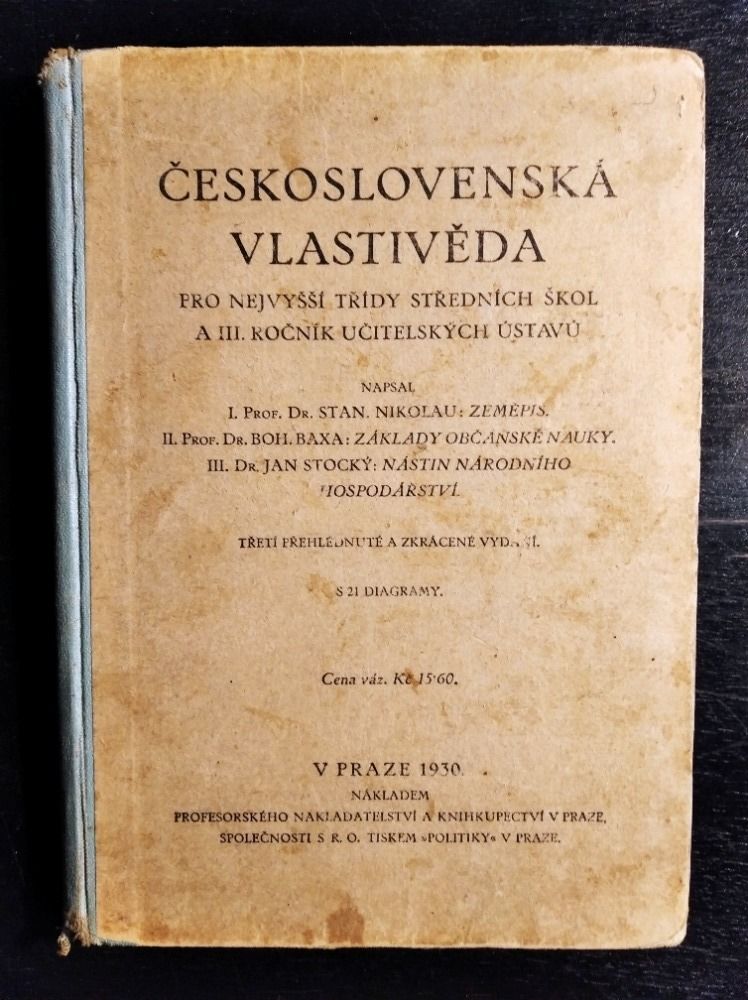 ČESKOSLOVENSKÁ
VLASTIVĚDA
PRO NEJVYŠŠÍ TŘÍDY STŘEDNÍCH ŠKOL
A III. ROČNÍK UČITELSKÝCH ÚSTAVŮ
NAPSAL
I. PROF. DR. STAN. NIKOLAU: ZEMĚPIS.
II. PROF. DR. BOH. BAXA: ZÁKLADY OBČANSKÉ NAUKY.
III. DR. JAN STOCKÝ: NÁSTIN NÁRODNÍHO
HOSPODÁŘSTVÍ.
TŘETÍ PŘEHLÉDNUTÉ A ZKRÁCENÉ VYDÁNÍ.
S 21 DIAGRAMY.
Cena váz. Kč 15·60.
V PRAZE 1930.
NÁKLADEM
PROFESORSKÉHO NAKLADATELSTVÍ A KNIHKUPECTVÍ V PRAZE,
SPOLEČNOSTI S R. O. TISKEM »POLITIKY« V PRAZE.